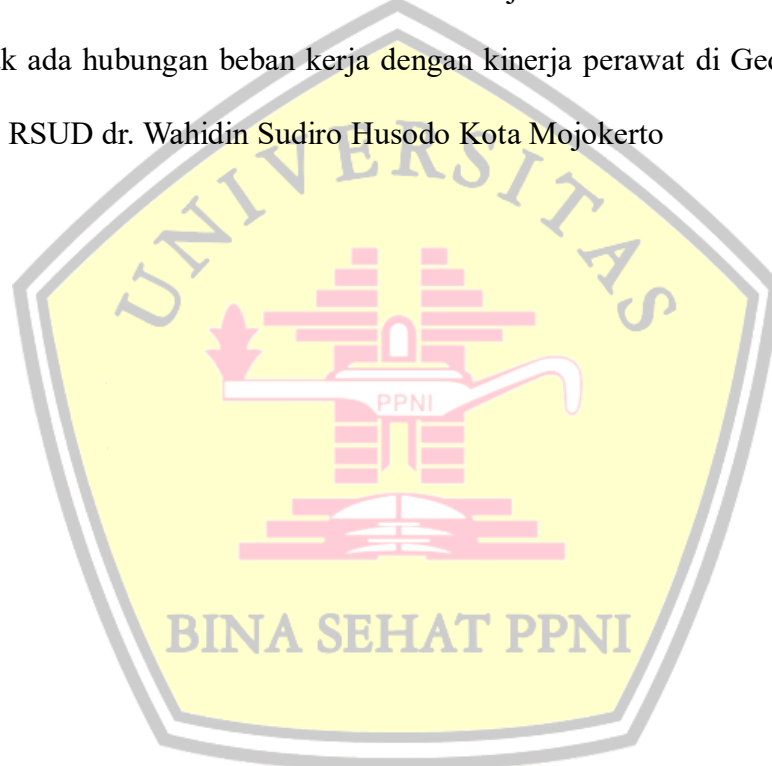 ada hubungan beban kerja dengan kinerja perawat di
RSUD dr. Wahidin Sudiro Husodo Kota Mojokerto
UNIVERSITAS
PPNI
BINA SEHAT PPNI